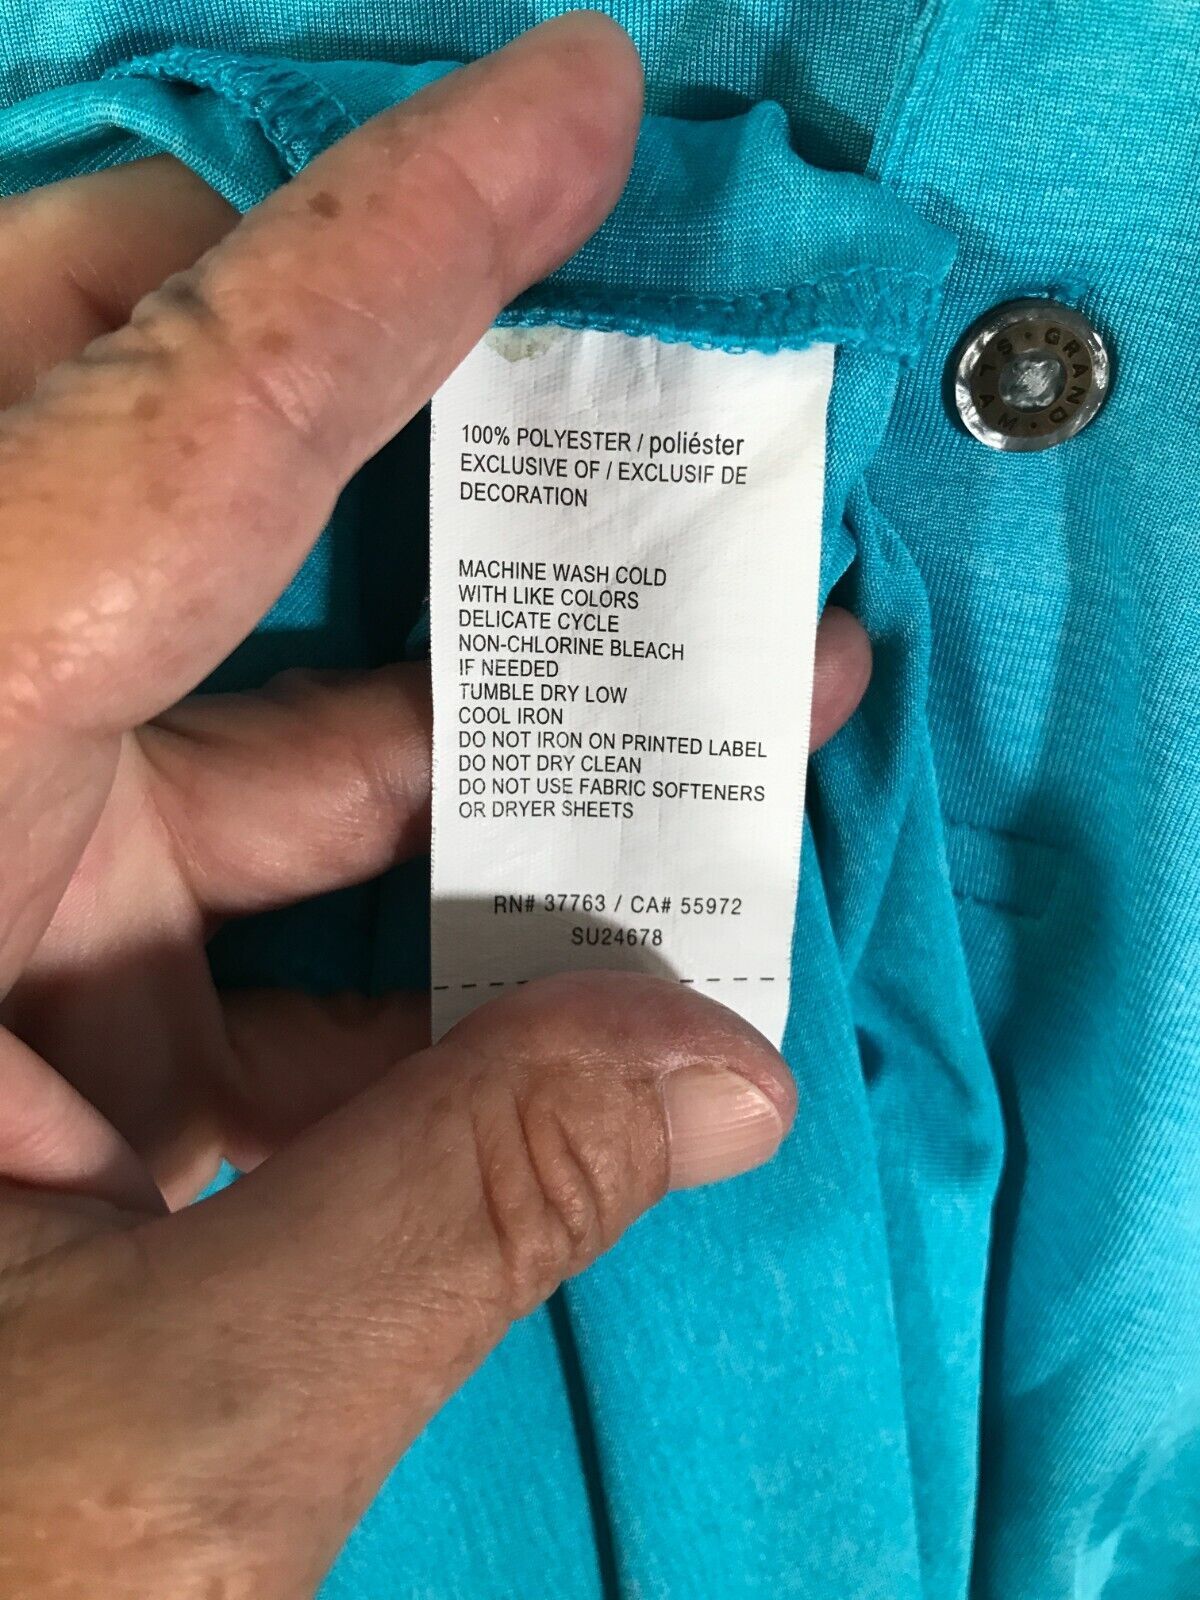 100% POLYESTER / poliéster
EXCLUSIVE OF / EXCLUSIF DE
DECORATION
MACHINE WASH COLD
WITH LIKE COLORS
DELICATE CYCLE
NON-CHLORINE BLEACH
IF NEEDED
TUMBLE DRY LOW
COOL IRON
DO NOT IRON ON PRINTED LABEL
DO NOT DRY CLEAN
DO NOT USE FABRIC SOFTENERS
OR DRYER SHEETS
RN# 37763 / CA# 55972
SU24678
GRAND · SLAM ·